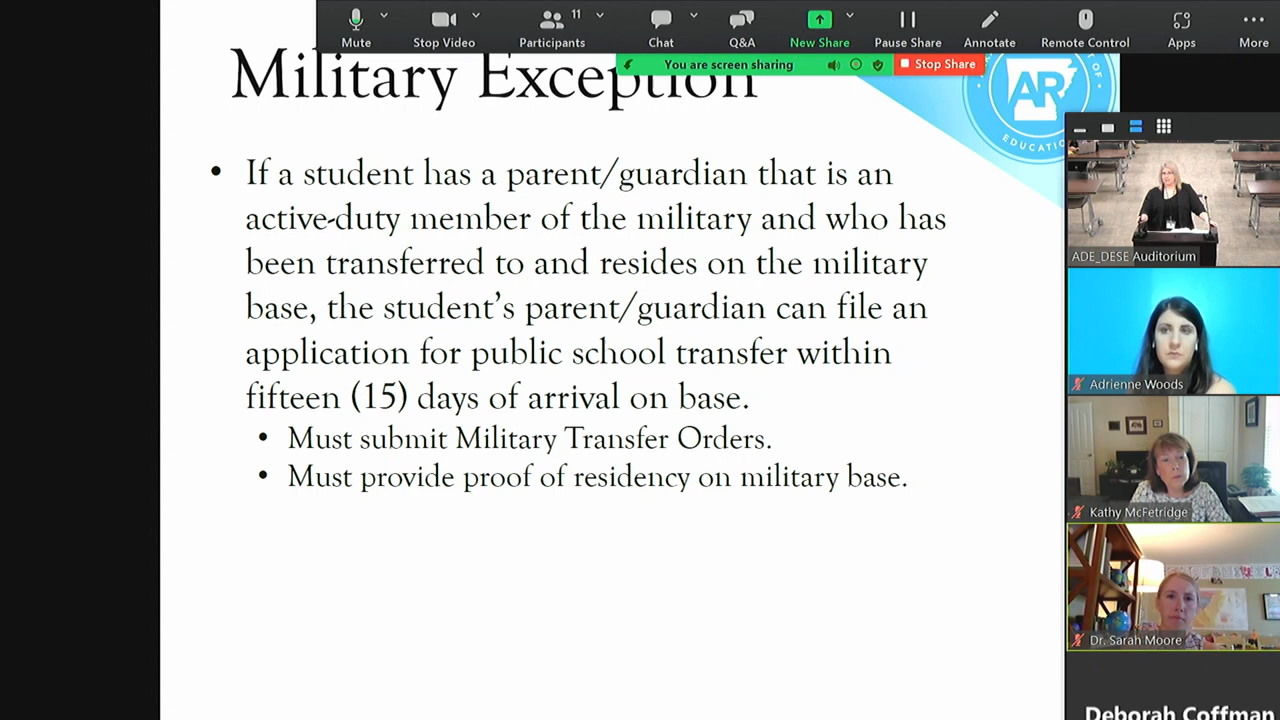 Mute
Stop Video
11
Participants
Chat
Q&A
New Share
Pause Share
Annotate
Remote Control
Apps
More
You are screen sharing
Stop Share
Military Exception
AR
EDUCATIO
• If a student has a parent/guardian that is an
active-duty member of the military and who has
been transferred to and resides on the military
base, the student's parent/guardian can file an
application for public school transfer within
fifteen (15) days of arrival on base.
• Must submit Military Transfer Orders.
• Must provide proof of residency on military base.
ADE_DESE Auditorium
Adrienne Woods
Kathy McFetridge
Dr. Sarah Moore
Deborah Coffman